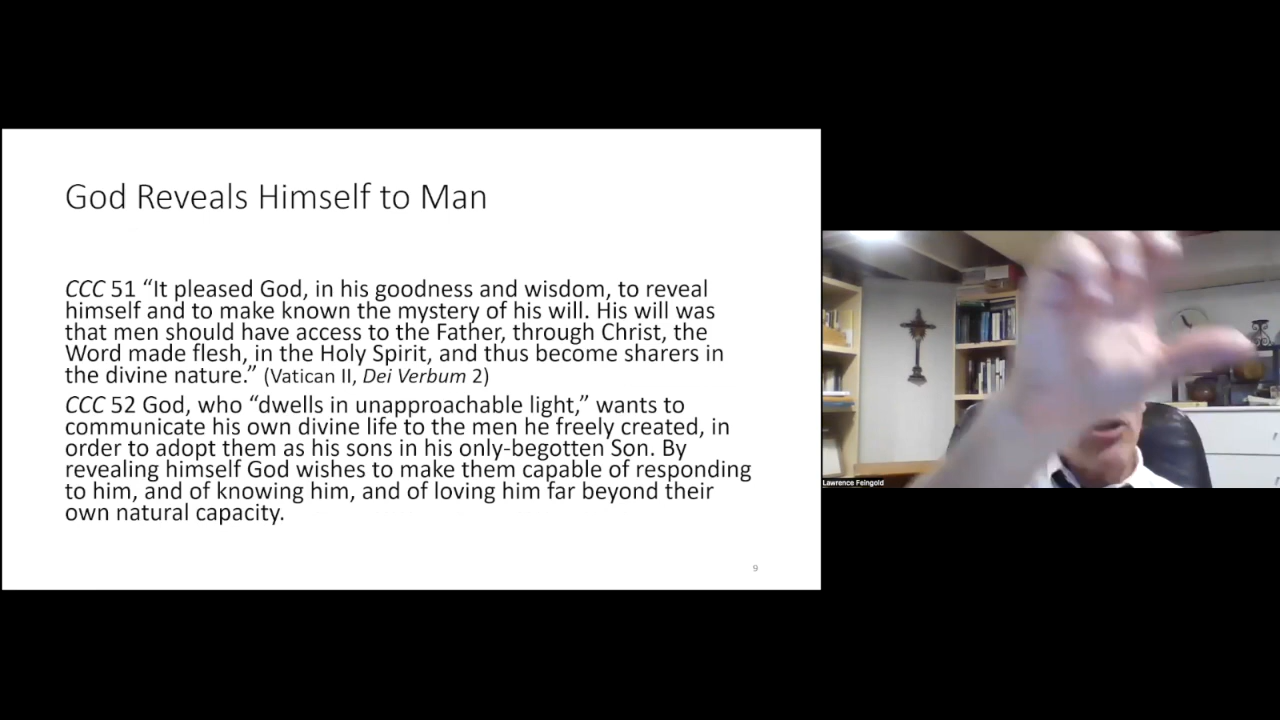 God Reveals Himself to Man
CCC 51 “It pleased God, in his goodness and wisdom, to reveal
himself and to make known the mystery of his will. His will was
that men should have access to the Father, through Christ, the
Word made flesh, in the Holy Spirit, and thus become sharers in
the divine nature.” (Vatican II, Dei Verbum 2)
CCC 52 God, who “dwells in unapproachable light,” wants to
communicate his own divine life to the men he freely created, in
order to adopt them as his sons in his only-begotten Son. By
revealing himself God wishes to make them capable of responding
to him, and of knowing him, and of loving him far beyond their
own natural capacity.
9
Lawrence Feingold